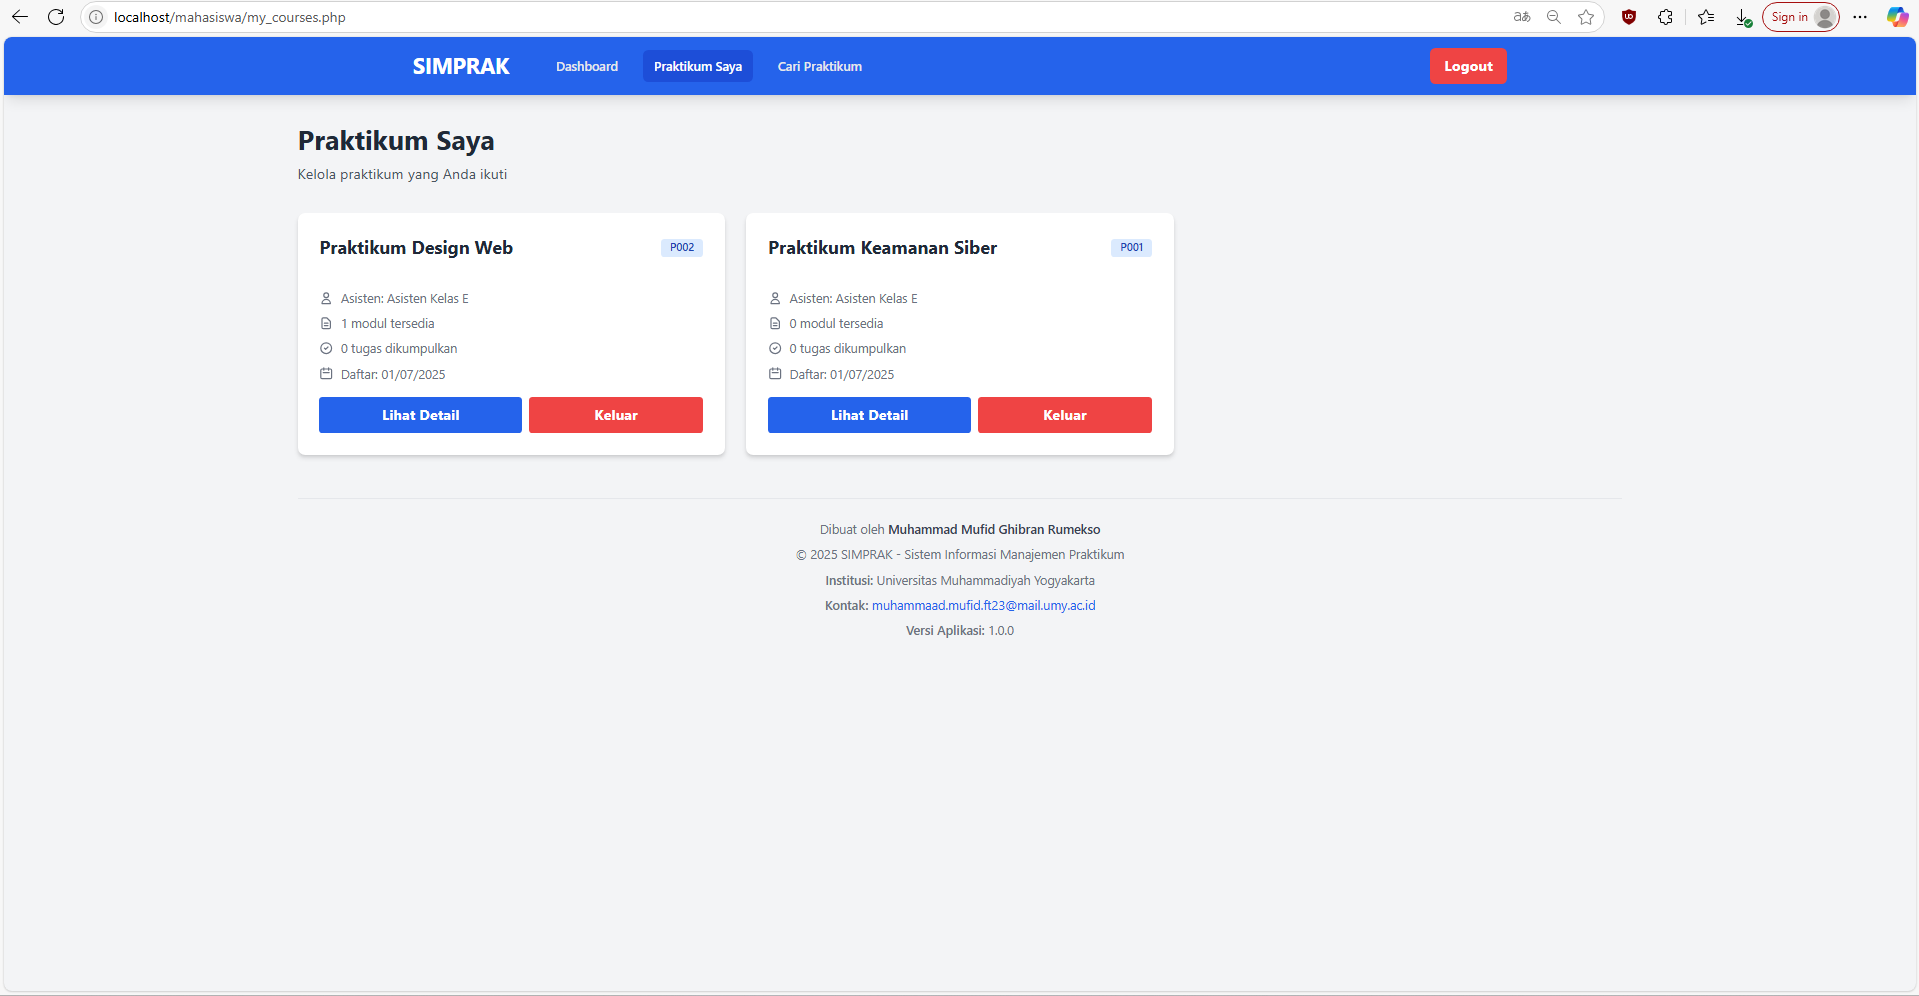 localhost/mahasiswa/my_courses.php
Sign in
SIMPRAK
Dashboard
Praktikum Saya
Cari Praktikum
Logout
Praktikum Saya
Kelola praktikum yang Anda ikuti
Praktikum Design Web
P002
Asisten: Asisten Kelas E
1 modul tersedia
0 tugas dikumpulkan
Daftar: 01/07/2025
Lihat Detail
Keluar
Praktikum Keamanan Siber
P001
Asisten: Asisten Kelas E
0 modul tersedia
0 tugas dikumpulkan
Daftar: 01/07/2025
Lihat Detail
Keluar
Dibuat oleh Muhammad Mufid Ghibran Rumekso
© 2025 SIMPRAK - Sistem Informasi Manajemen Praktikum
Institusi: Universitas Muhammadiyah Yogyakarta
Kontak: muhammaad.mufid.ft23@mail.umy.ac.id
Versi Aplikasi: 1.0.0